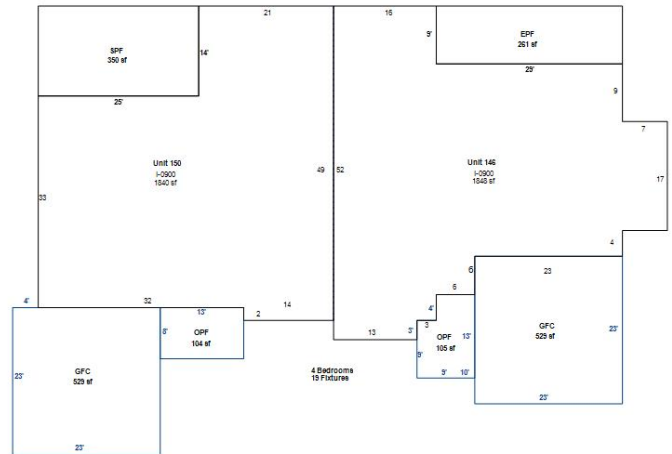 21
16
SPF
350 sf
14'
25'
9'
EPF
261 sf
29'
9
7
17
4
Unit 150
I-0900
1840 sf
49
52
Unit 146
I-0900
1848 sf
33
4'
32
13'
2
14
8'
OPF
104 sf
GFC
529 sf
23'
23'
4 Bedrooms
19 Fixtures
13
3'
3
4'
6
6
23
OPF
105 sf
13'
9'
9'
10'
GFC
529 sf
23'
23'